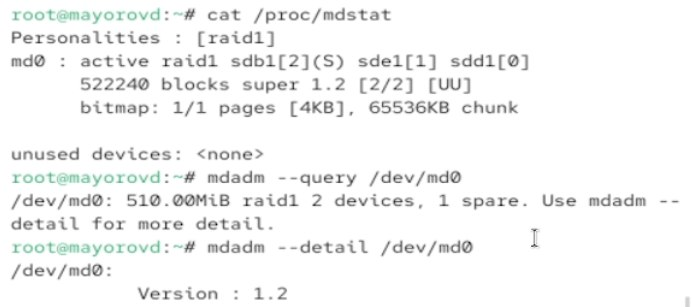 root@mayorovd:~# cat /proc/mdstat
Personalities : [raid1]
md0 : active raid1 sdb1[2](S) sde1[1] sdd1[0]
      522240 blocks super 1.2 [2/2] [UU]
      bitmap: 1/1 pages [4KB], 65536KB chunk

unused devices: <none>
root@mayorovd:~# mdadm --query /dev/md0
/dev/md0: 510.00MiB raid1 2 devices, 1 spare. Use mdadm --
detail for more detail.
root@mayorovd:~# mdadm --detail /dev/md0
/dev/md0:
           Version : 1.2